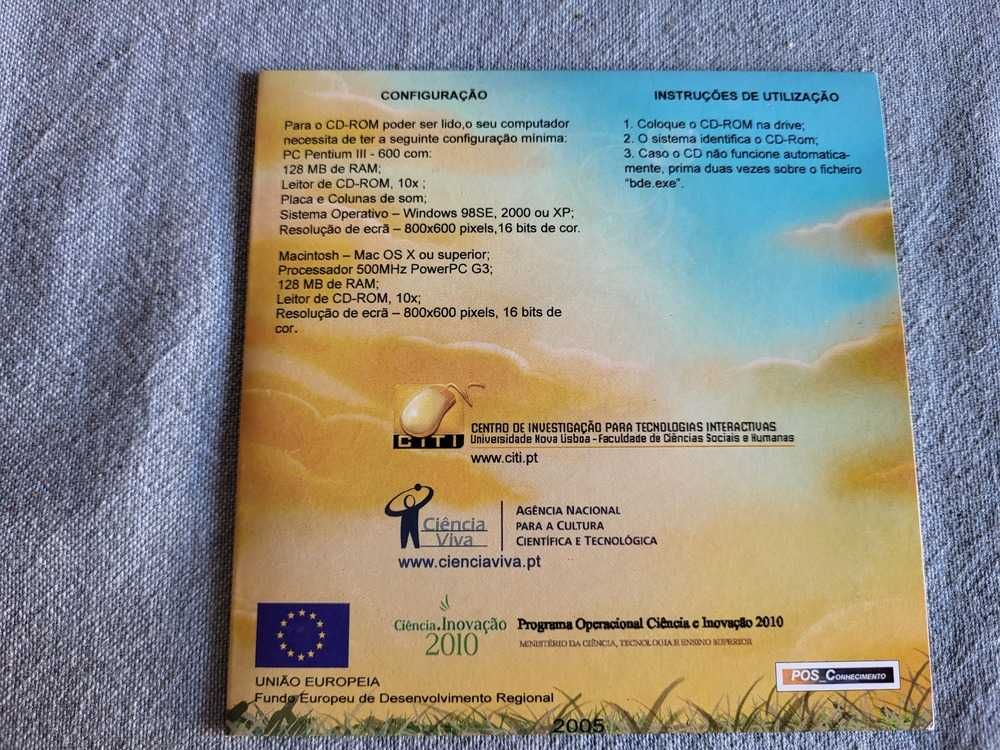 CONFIGURAÇÃO
Para o CD-ROM poder ser lido,o seu computador
necessita de ter a seguinte configuração mínima:
PC Pentium III - 600 com:
128 MB de RAM;
Leitor de CD-ROM, 10x ;
Placa e Colunas de som;
Sistema Operativo – Windows 98SE, 2000 ou XP;
Resolução de ecrã – 800x600 pixels,16 bits de cor.
Macintosh – Mac OS X ou superior;
Processador 500MHz PowerPC G3;
128 MB de RAM;
Leitor de CD-ROM, 10x;
Resolução de ecrã – 800x600 pixels, 16 bits de
cor.
INSTRUÇÕES DE UTILIZAÇÃO
1. Coloque o CD-ROM na drive;
2. O sistema identifica o CD-Rom;
3. Caso o CD não funcione automatica-
mente, prima duas vezes sobre o ficheiro
“bde.exe”.
CITI
CENTRO DE INVESTIGAÇÃO PARA TECNOLOGIAS INTERACTIVAS
Universidade Nova Lisboa - Faculdade de Ciências Sociais e Humanas
www.citi.pt
Ciência
Viva
AGÊNCIA NACIONAL
PARA A CULTURA
CIENTÍFICA E TECNOLÓGICA
www.cienciaviva.pt
Ciência.Inovação
2010
Programa Operacional Ciência e Inovação 2010
MINISTÉRIO DA CIÊNCIA, TECNOLOGIA E ENSINO SUPERIOR
POS_CONHECIMENTO
UNIÃO EUROPEIA
Fundo Europeu de Desenvolvimento Regional
2005